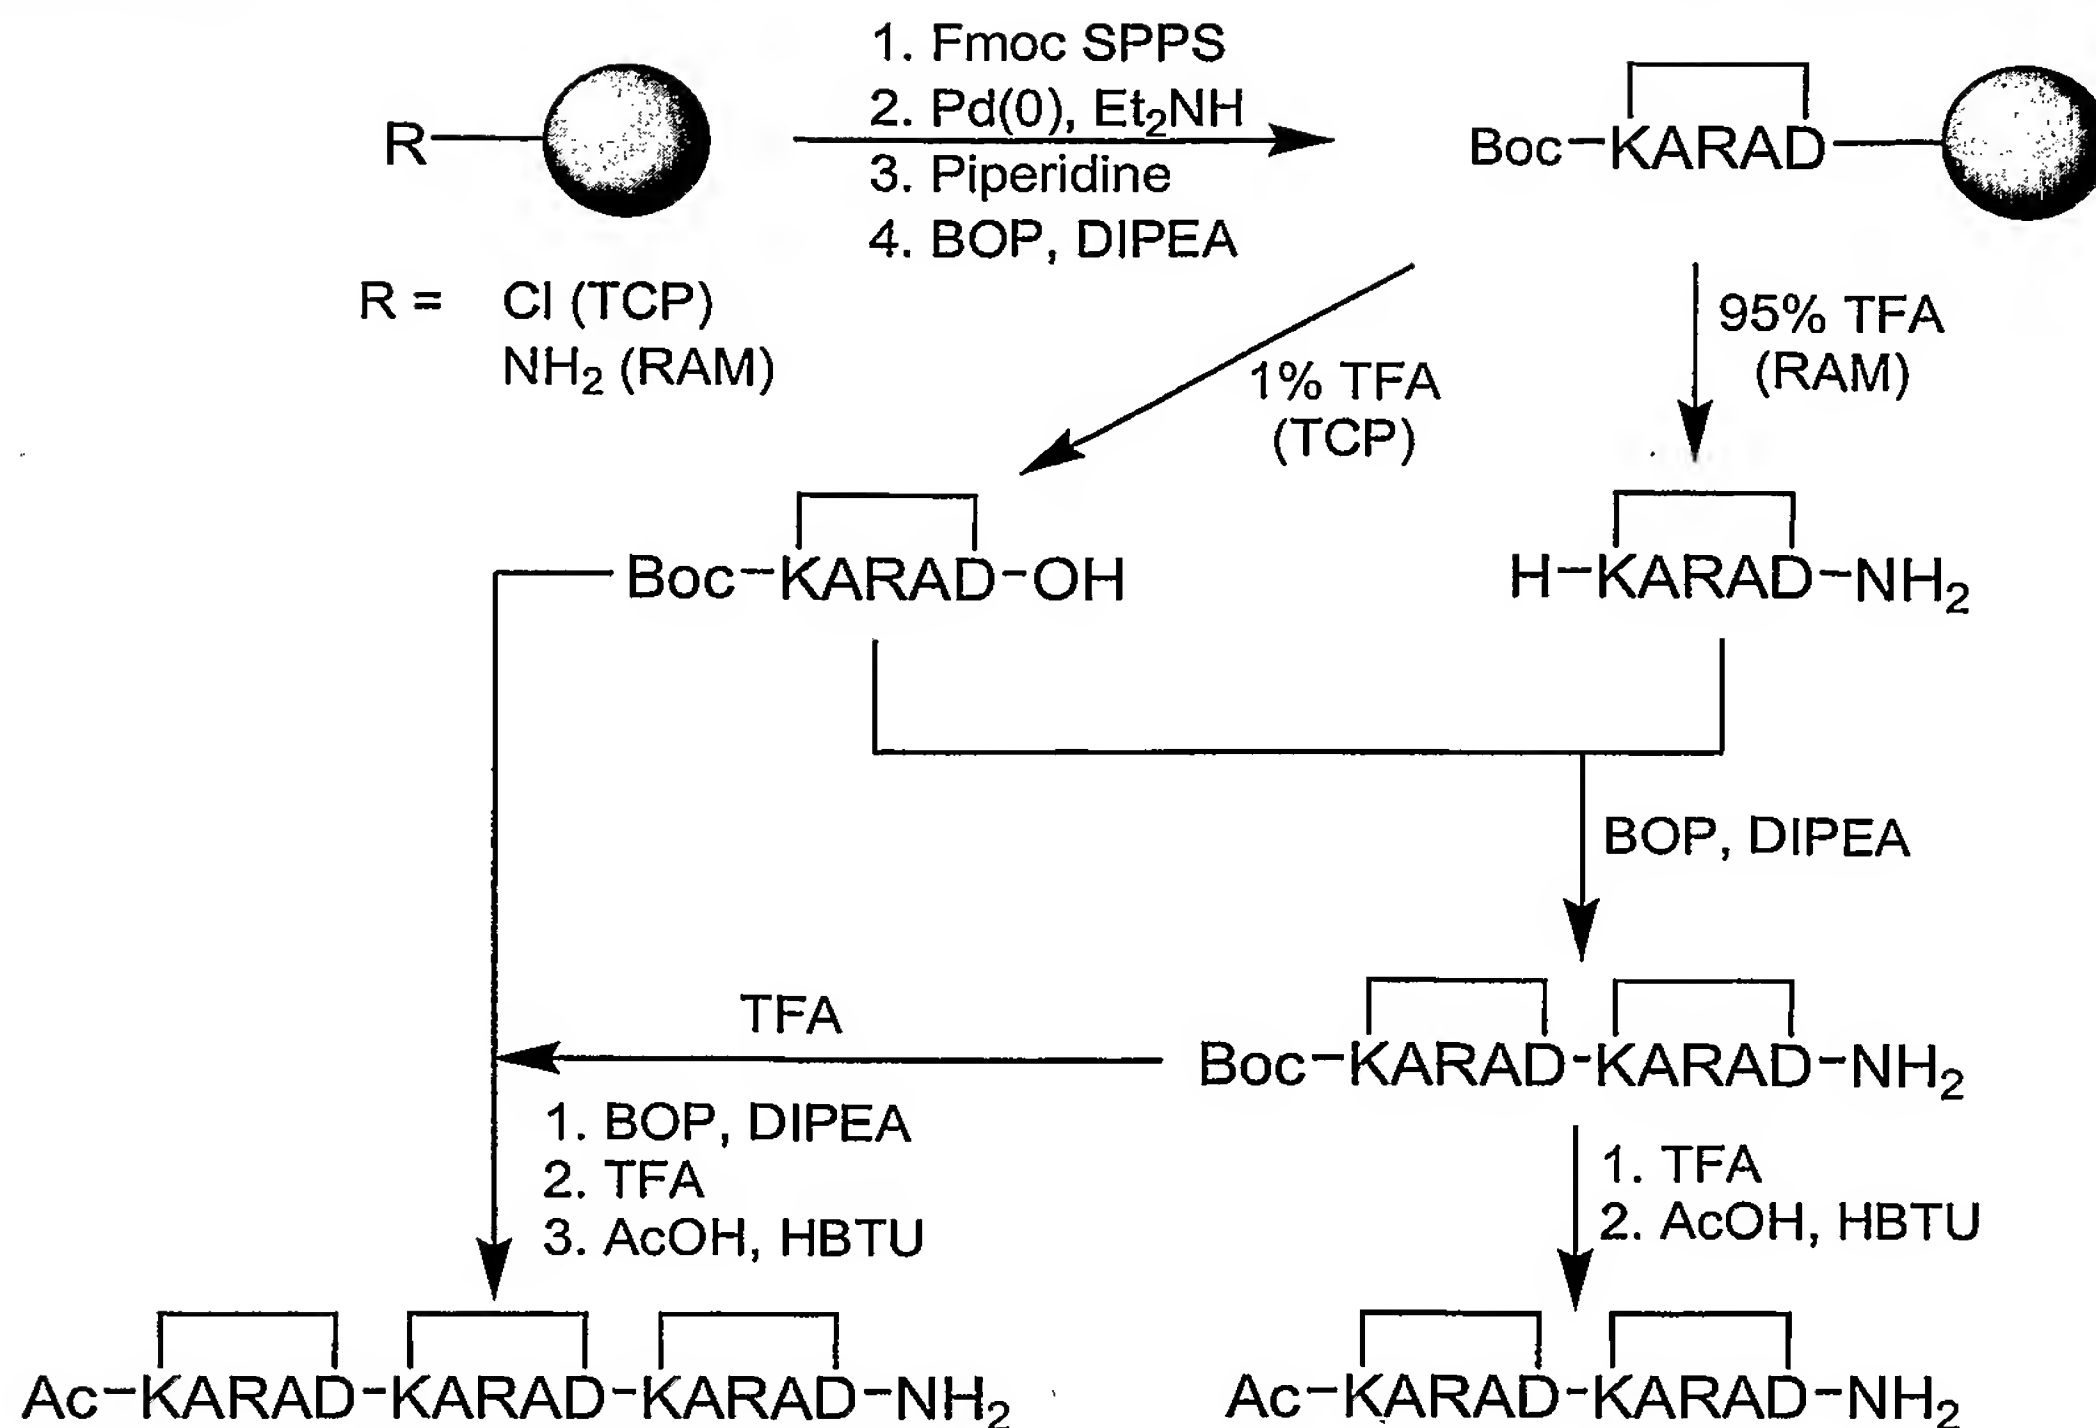 1. Fmoc SPPS
2. Pd(0), Et₂NH
3. Piperidine
4. BOP, DIPEA
R
Boc-KARAD
R = Cl (TCP)
NH₂ (RAM)
1% TFA
(TCP)
95% TFA
(RAM)
Boc-KARAD-OH
H-KARAD-NH₂
BOP, DIPEA
TFA
Boc-KARAD-KARAD-NH₂
1. BOP, DIPEA
2. TFA
3. AcOH, HBTU
1. TFA
2. AcOH, HBTU
Ac-KARAD-KARAD-KARAD-NH₂
Ac-KARAD-KARAD-NH₂